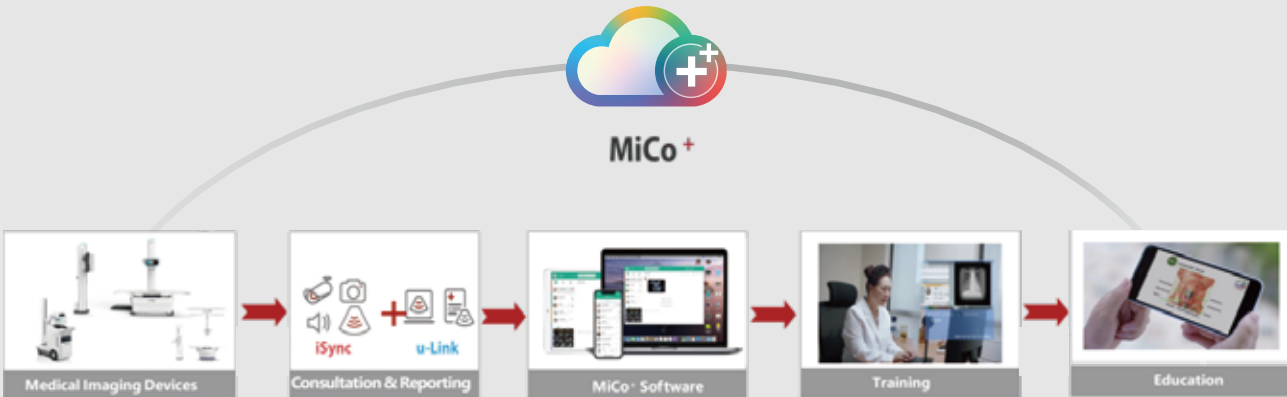 MiCo +
iSync
u-Link
Medical Imaging Devices
Consultation & Reporting
MiCo+ Software
Training
Education